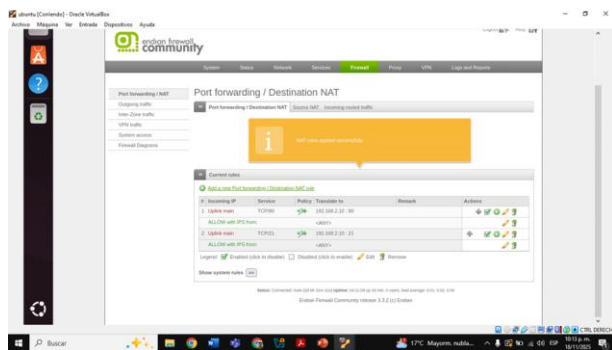 ubuntu [Corriendo] - Oracle VirtualBox
Archivo Máquina Ver Entrada Dispositivos Ayuda
endian firewall
community
System Status Network Services Firewall Proxy VPN Logs and Reports
Port forwarding / NAT
Outgoing traffic
Inter-Zone traffic
VPN traffic
System access
Firewall Diagrams
Port forwarding / Destination NAT
Port forwarding / Destination NAT Source NAT Incoming routed traffic
NAT rules applied successfully
Current rules
Add a new Port forwarding / Destination NAT rule
# Incoming IP Service Policy Translate to Remark Actions
1 Uplink main TCP/80 192.168.2.10 : 80
ALLOW with IPS from: <ANY>
2 Uplink main TCP/21 192.168.2.10 : 21
ALLOW with IPS from: <ANY>
Legend: Enabled (click to disable) Disabled (click to enable) Edit Remove
Show system rules >>
Endian Firewall Community release 3.3.2 (c) Endian
CTRL DERECHA
Buscar
17°C Mayorm. nubla...
ESP
10:13 p. m.
16/11/2025